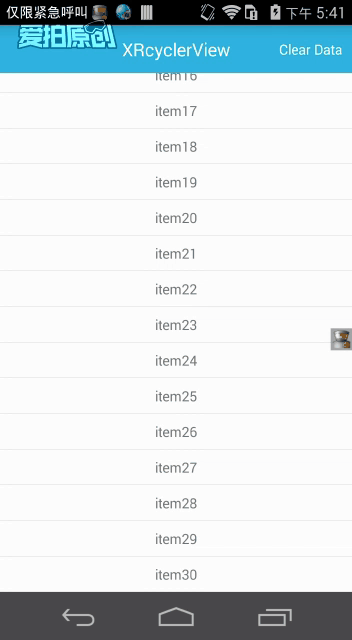 仅限紧急呼叫 下午 5:41
爱拍原创
XRcyclerView Clear Data
item16
item17
item18
item19
item20
item21
item22
item23
item24
item25
item26
item27
item28
item29
item30